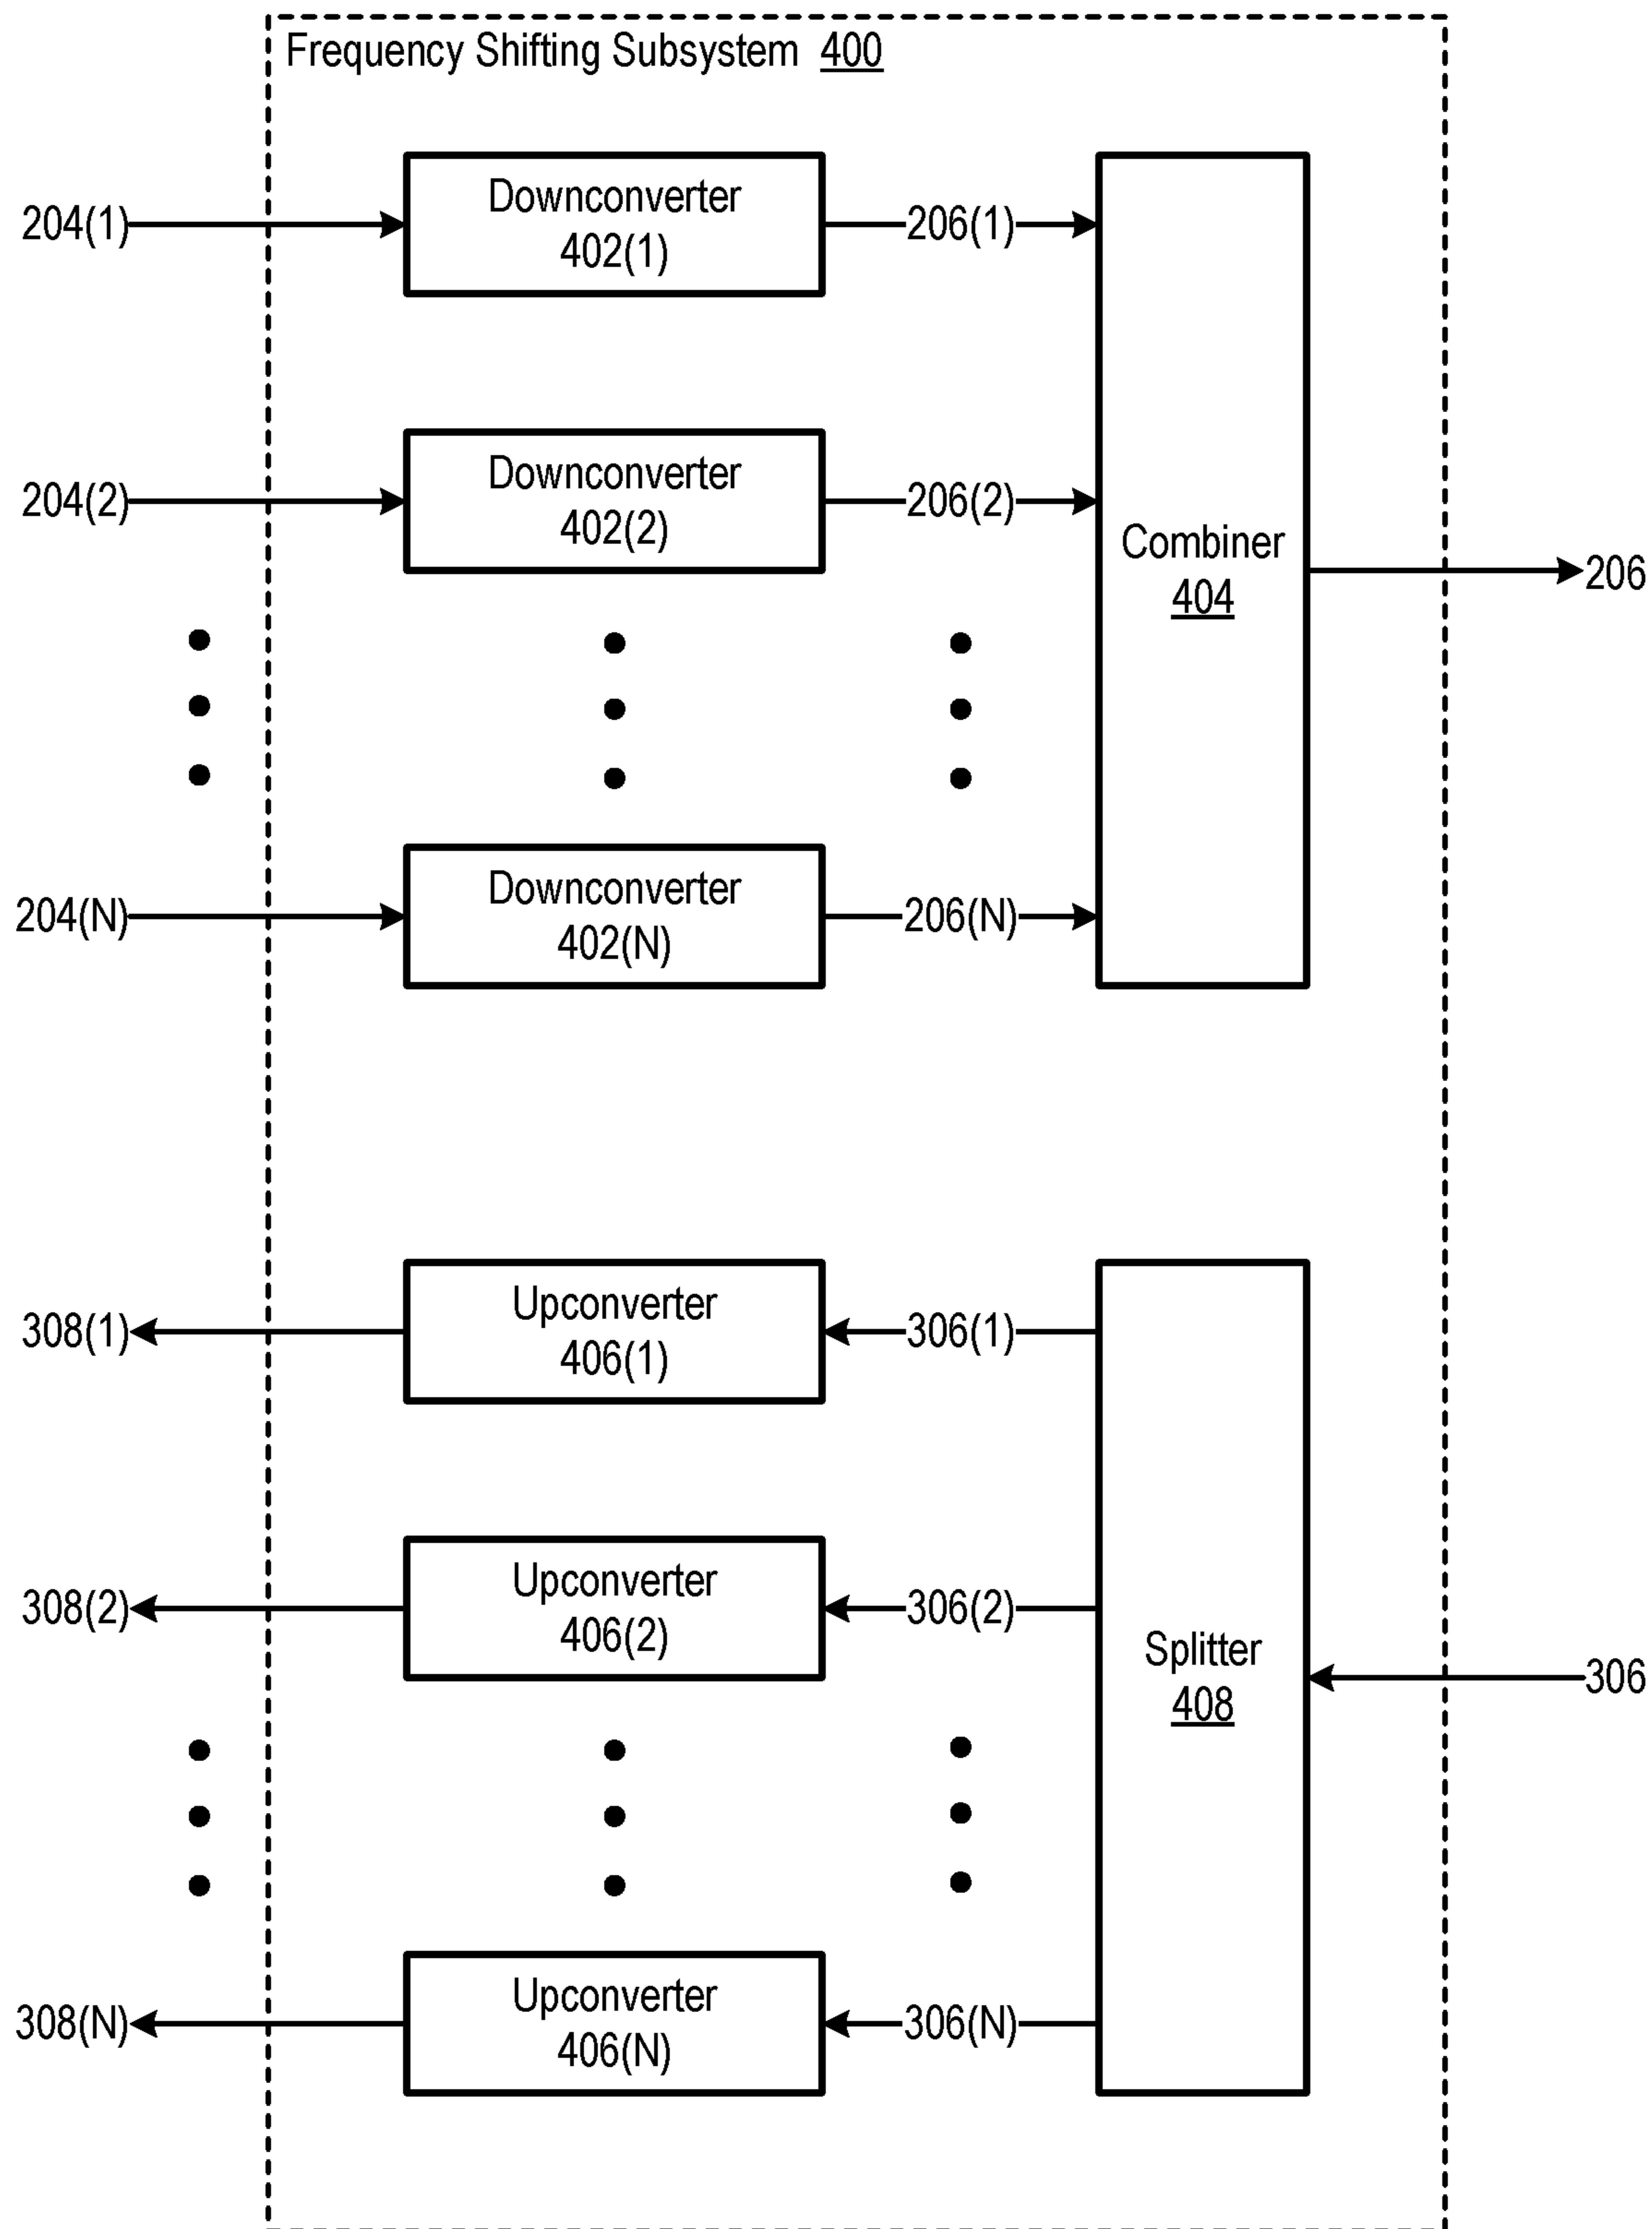 Frequency Shifting Subsystem 400
204(1)
Downconverter
402(1)
206(1)
204(2)
Downconverter
402(2)
206(2)
Combiner
404
206
204(N)
Downconverter
402(N)
206(N)
308(1)
Upconverter
406(1)
306(1)
308(2)
Upconverter
406(2)
306(2)
Splitter
408
306
308(N)
Upconverter
406(N)
306(N)